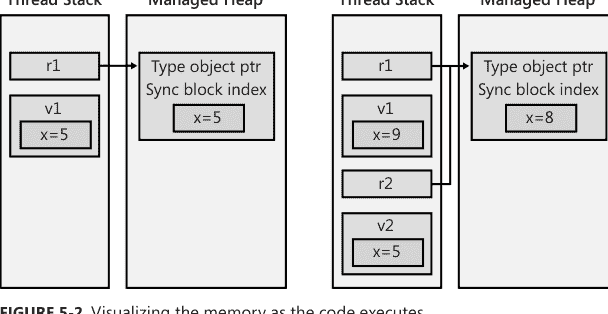 Thread Stack Managed Heap Thread Stack Managed Heap
r1
Type object ptr
Sync block index
x=5
v1
x=5
r1
Type object ptr
Sync block index
x=8
v1
x=9
r2
v2
x=5
FIGURE 5-2 Visualizing the memory as the code executes